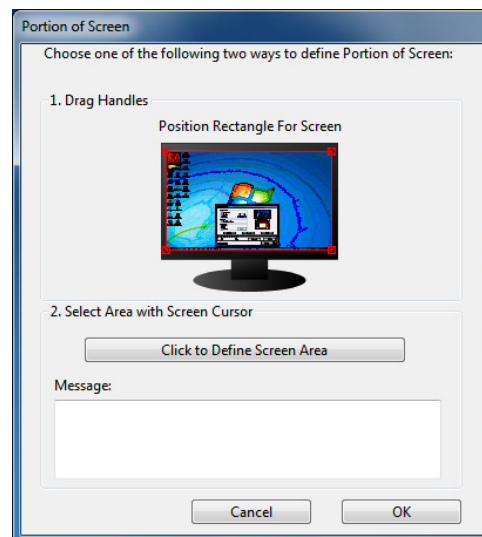 Portion of Screen
Choose one of the following two ways to define Portion of Screen:
1. Drag Handles
Position Rectangle For Screen
2. Select Area with Screen Cursor
Click to Define Screen Area
Message:
Cancel
OK